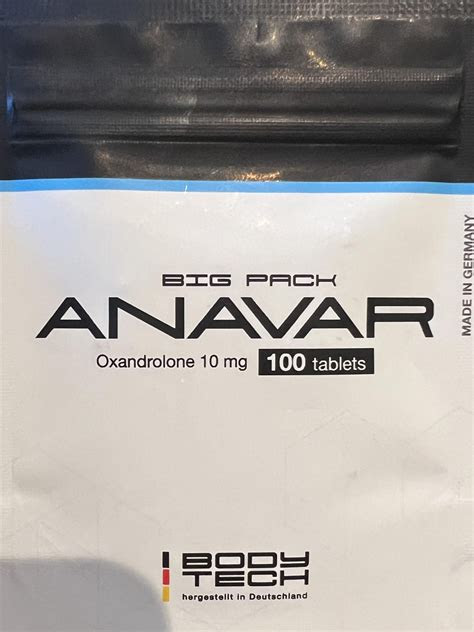 BIG PACK
ANAVAR
Oxandrolone 10 mg 100 tablets
MADE IN GERMANY
BODY
TECH
hergestellt in Deutschland